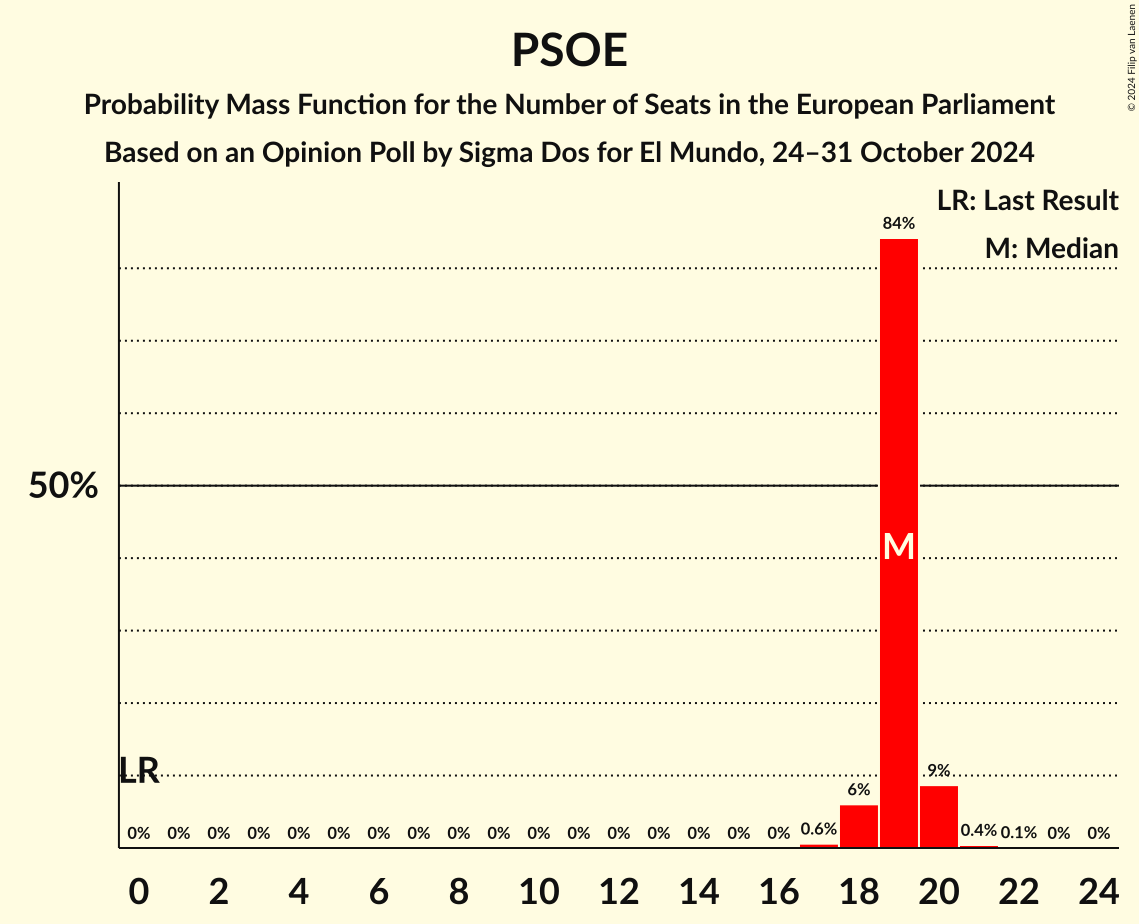 PSOE
Probability Mass Function for the Number of Seats in the European Parliament
Based on an Opinion Poll by Sigma Dos for El Mundo, 24–31 October 2024
© 2024 Filip van Laenen
LR: Last Result
M: Median
84%
50%
M
LR
9%
6%
0% 0% 0% 0% 0% 0% 0% 0% 0% 0% 0% 0% 0% 0% 0% 0% 0% 0.6% 0.4% 0.1% 0% 0%
0 2 4 6 8 10 12 14 16 18 20 22 24